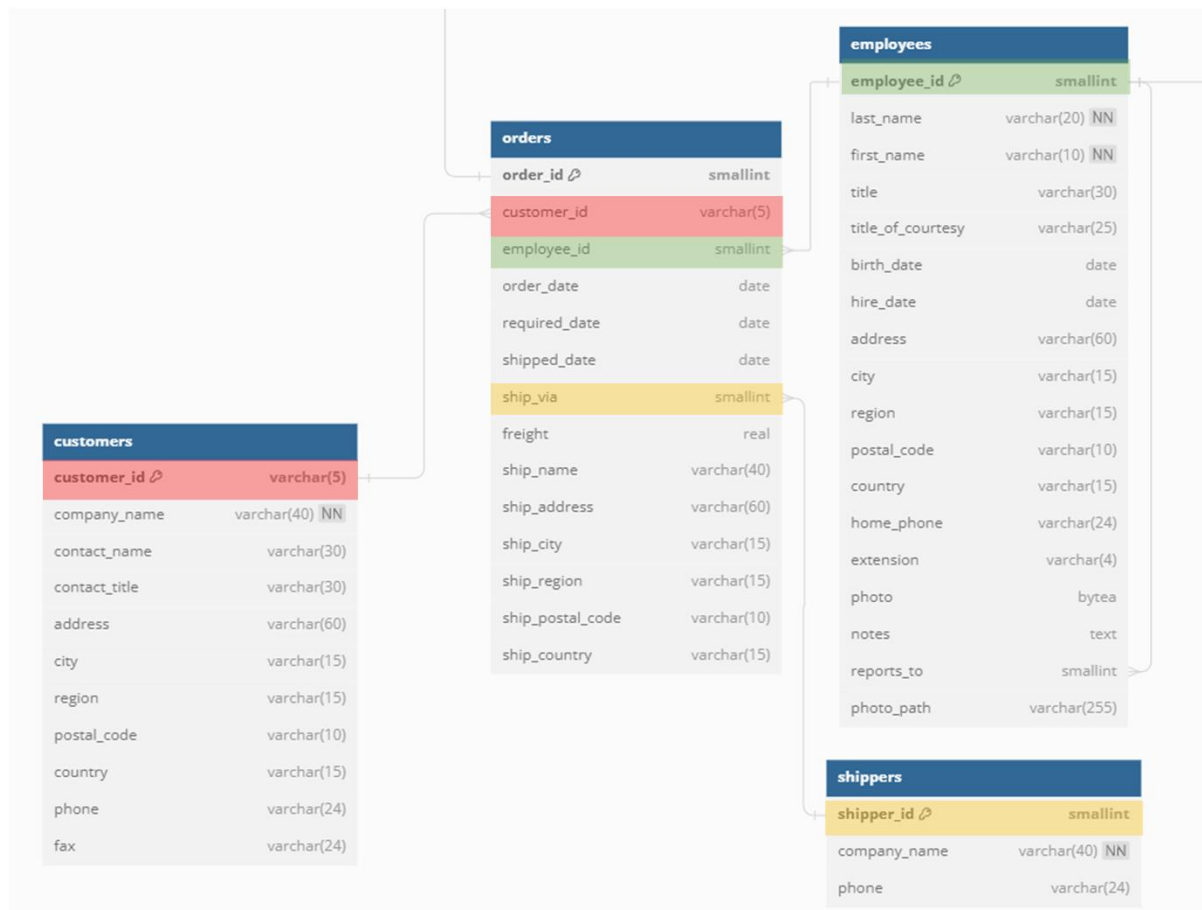 employees
employee_id smallint
last_name varchar(20) NN
first_name varchar(10) NN
title varchar(30)
title_of_courtesy varchar(25)
birth_date date
hire_date date
address varchar(60)
city varchar(15)
region varchar(15)
postal_code varchar(10)
country varchar(15)
home_phone varchar(24)
extension varchar(4)
photo bytea
notes text
reports_to smallint
photo_path varchar(255)
orders
order_id smallint
customer_id varchar(5)
employee_id smallint
order_date date
required_date date
shipped_date date
ship_via smallint
freight real
ship_name varchar(40)
ship_address varchar(60)
ship_city varchar(15)
ship_region varchar(15)
ship_postal_code varchar(10)
ship_country varchar(15)
customers
customer_id varchar(5)
company_name varchar(40) NN
contact_name varchar(30)
contact_title varchar(30)
address varchar(60)
city varchar(15)
region varchar(15)
postal_code varchar(10)
country varchar(15)
phone varchar(24)
fax varchar(24)
shippers
shipper_id smallint
company_name varchar(40) NN
phone varchar(24)